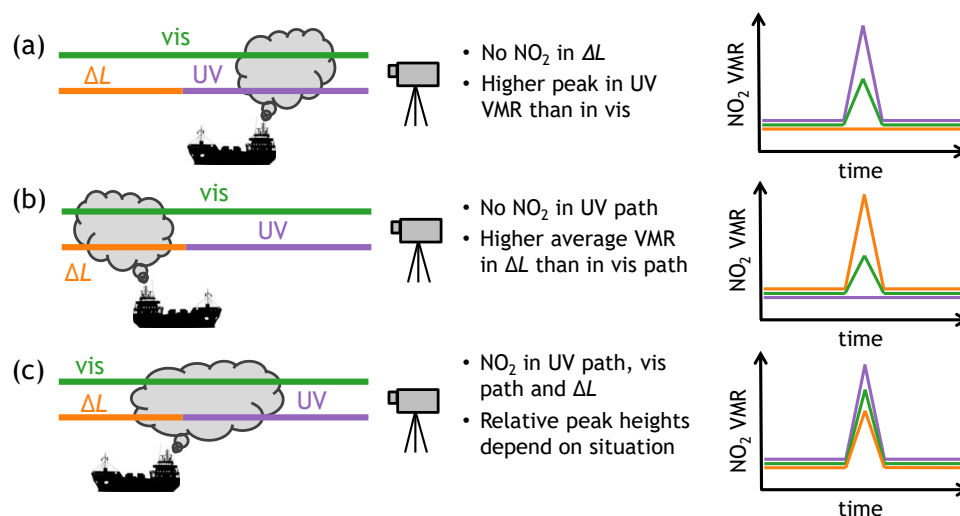 (a)
vis
ΔL
UV
• No NO₂ in ΔL
• Higher peak in UV
VMR than in vis
NO₂ VMR
time
(b)
vis
UV
ΔL
• No NO₂ in UV path
• Higher average VMR
in ΔL than in vis path
NO₂ VMR
time
(c)
vis
ΔL
UV
• NO₂ in UV path, vis
path and ΔL
• Relative peak heights
depend on situation
NO₂ VMR
time